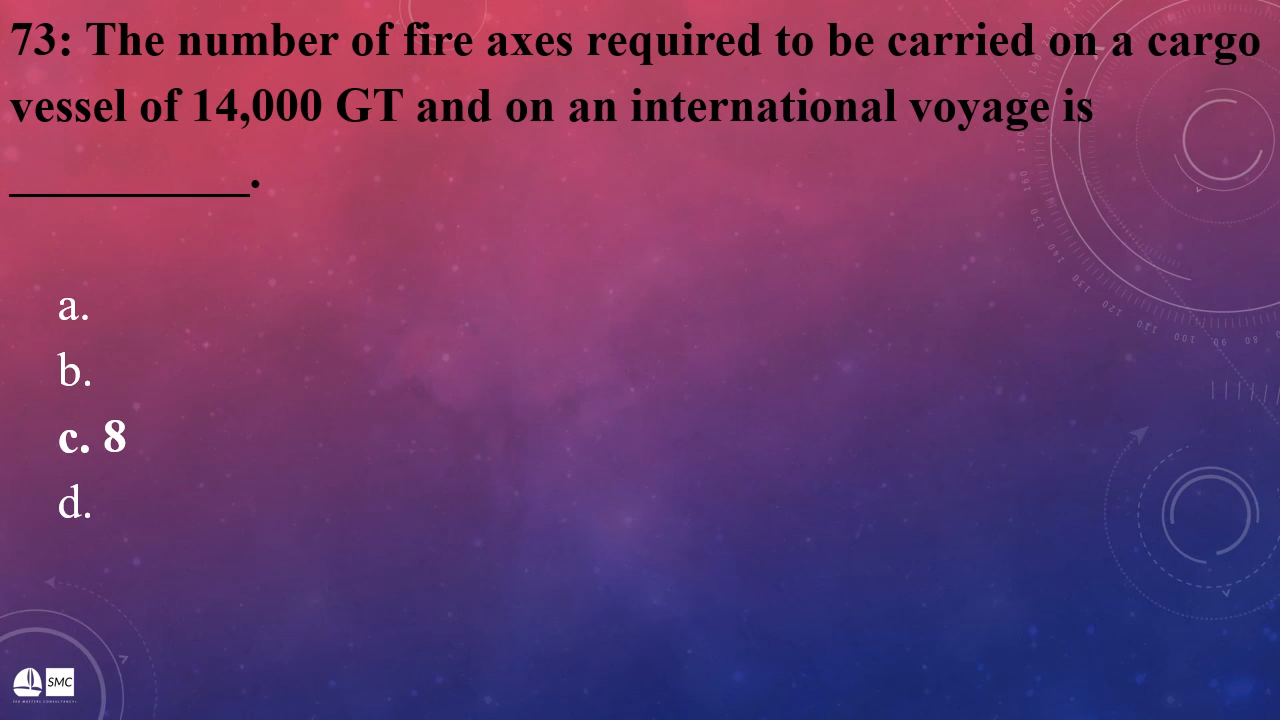 73: The number of fire axes required to be carried on a cargo
vessel of 14,000 GT and on an international voyage is
__________.
a.
b.
c. 8
d.
SMC